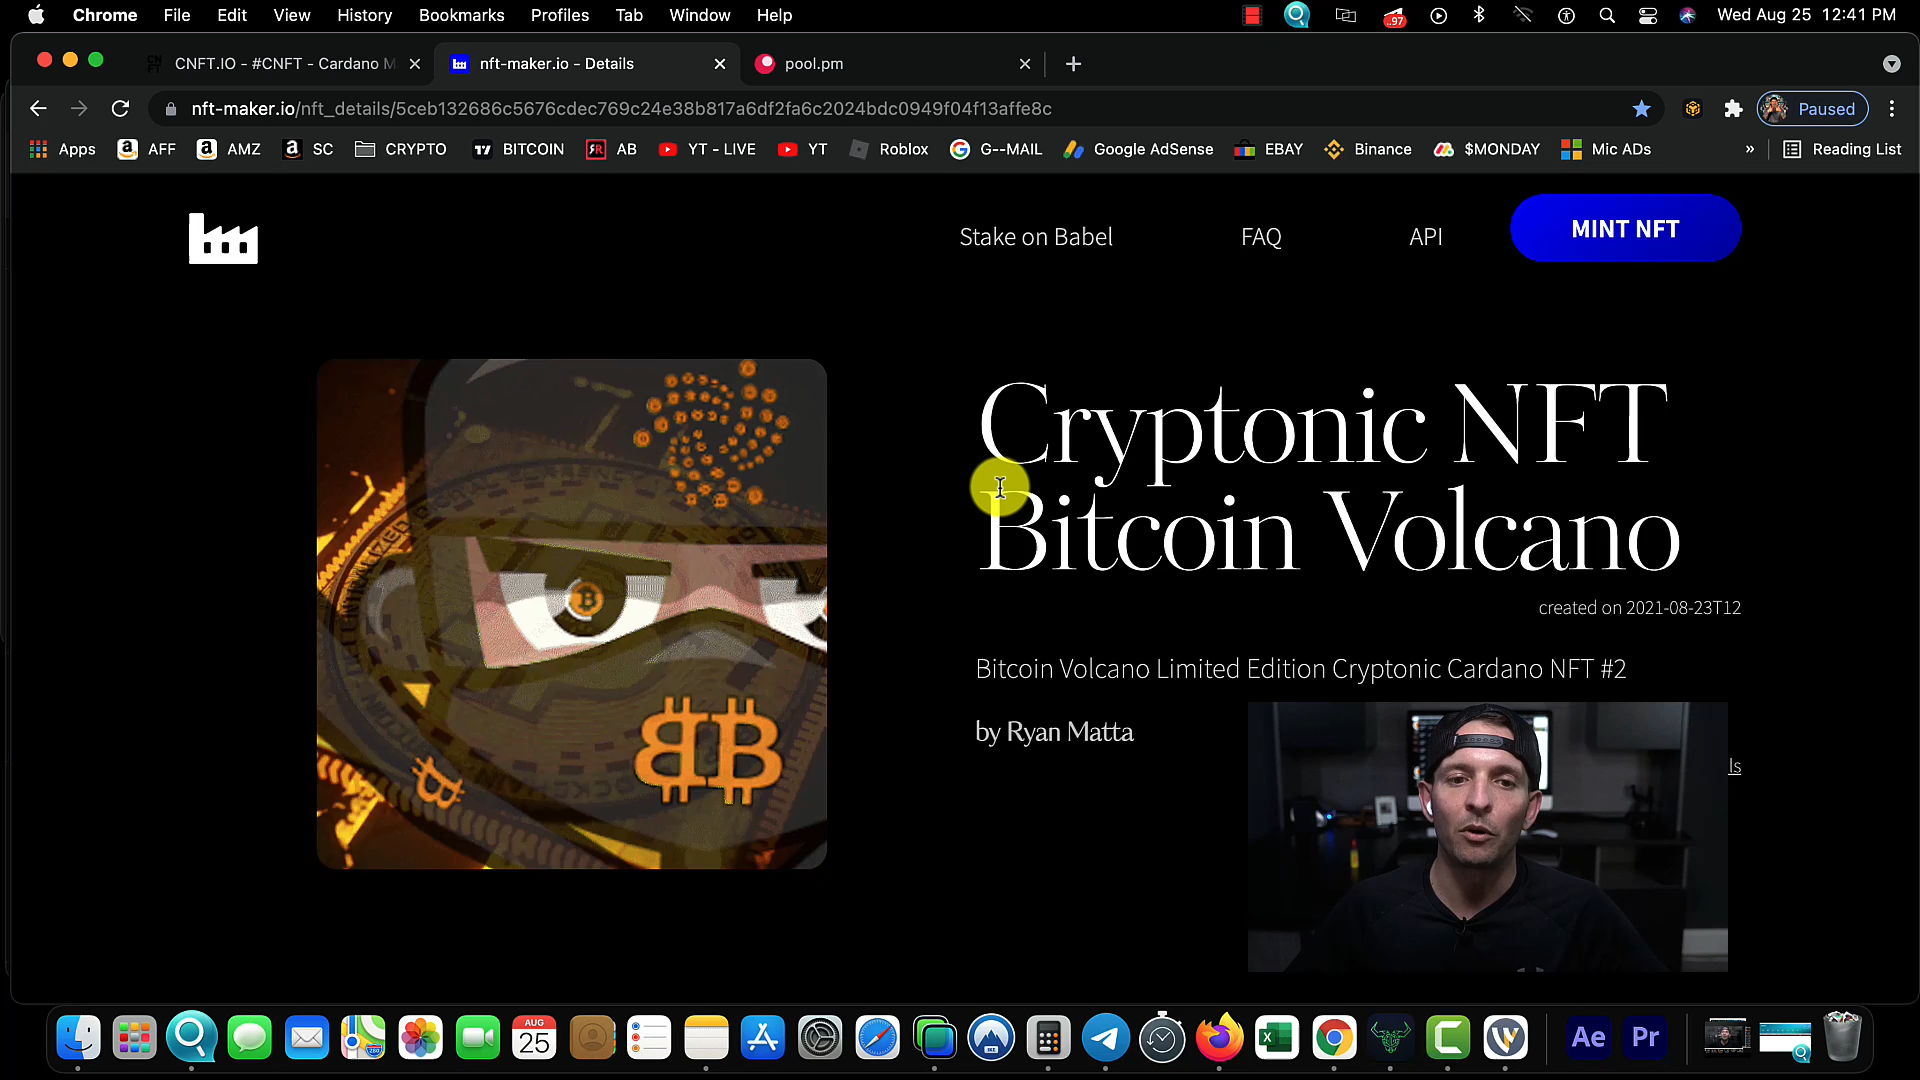 Chrome File Edit View History Bookmarks Profiles Tab Window Help
.97
Wed Aug 25 12:41 PM
CNFT.IO - #CNFT - Cardano M
nft-maker.io - Details
pool.pm
nft-maker.io/nft_details/5ceb132686c5676cdec769c24e38b817a6df2fa6c2024bdc0949f04f13affe8c
Paused
Apps AFF AMZ SC CRYPTO BITCOIN AB YT - LIVE YT Roblox G--MAIL Google AdSense EBAY Binance $MONDAY Mic ADs » Reading List
Stake on Babel
FAQ
API
MINT NFT
Cryptonic NFT
Bitcoin Volcano
created on 2021-08-23T12
Bitcoin Volcano Limited Edition Cryptonic Cardano NFT #2
by Ryan Matta
ls
AUG
25
Ae
Pr